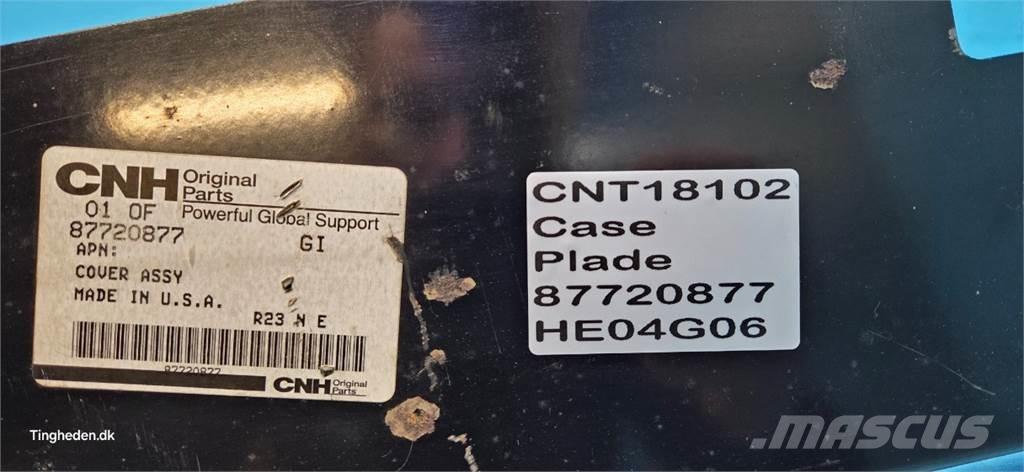 CNH Original
Parts
Powerful Global Support
01 OF
87720877 GI
APN:
COVER ASSY
MADE IN U.S.A.
R23 N E
87720877
CNH Original
Parts
CNT18102
Case
Plade
87720877
HE04G06
Tingheden.dk
MASCUS